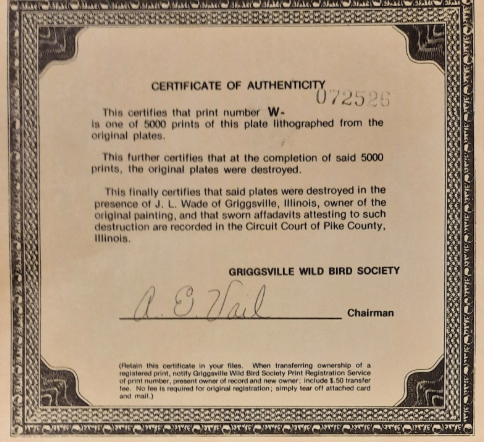 CERTIFICATE OF AUTHENTICITY
072526
This certifies that print number W-
is one of 5000 prints of this plate lithographed from the
original plates.
This further certifies that at the completion of said 5000
prints, the original plates were destroyed.
This finally certifies that said plates were destroyed in the
presence of J. L. Wade of Griggsville, Illinois, owner of the
original painting, and that sworn affadavits attesting to such
destruction are recorded in the Circuit Court of Pike County,
Illinois.
GRIGGSVILLE WILD BIRD SOCIETY
A. E. Vail Chairman
(Retain this certificate in your files. When transferring ownership of a
registered print, notify Griggsville Wild Bird Society Print Registration Service
of print number, present owner of record and new owner; include $.50 transfer
fee. No fee is required for original registration; simply tear off attached card
and mail.)